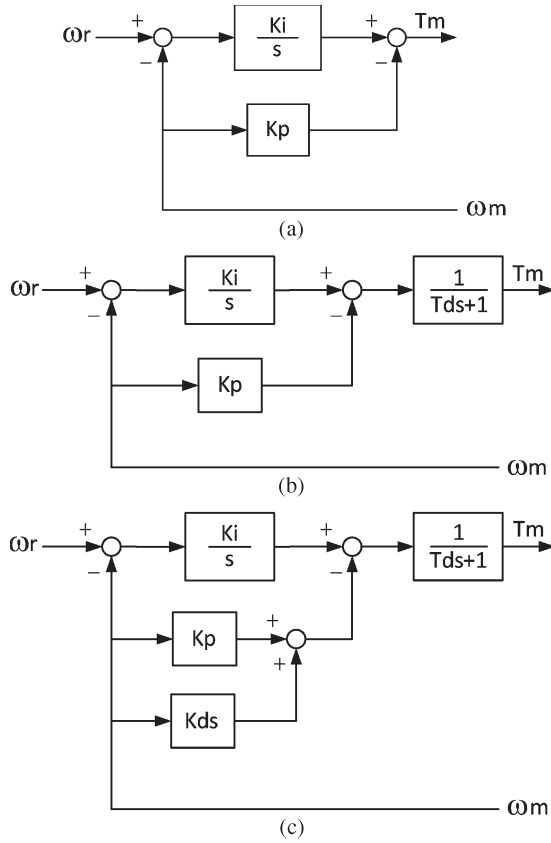 ωr + − Ki/s + − Tm
Kp
ωm
(a)
ωr + − Ki/s + − 1/Tds+1 Tm
Kp
ωm
(b)
ωr + − Ki/s + − 1/Tds+1 Tm
Kp + +
Kds
ωm
(c)